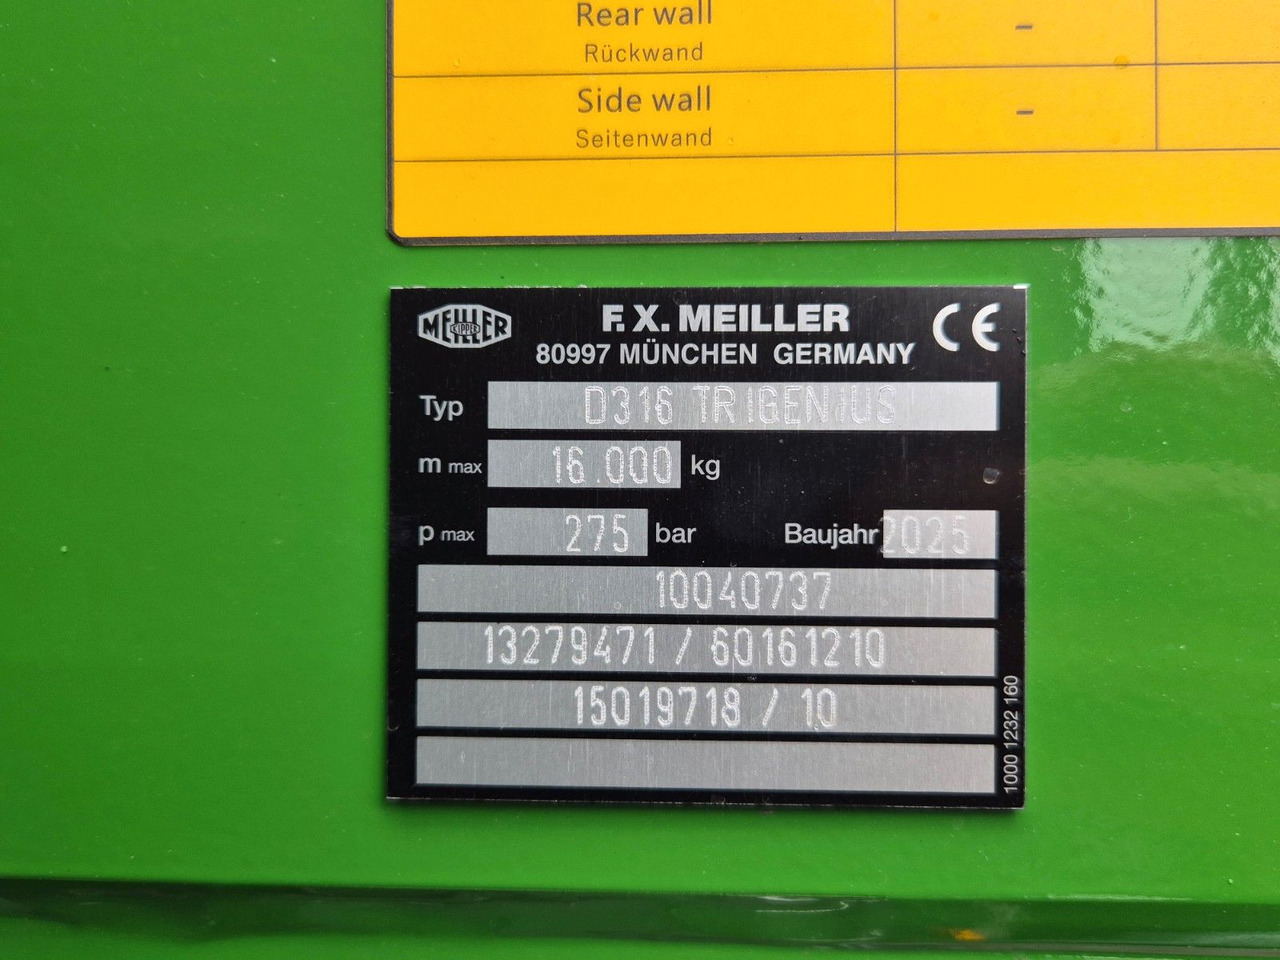 Rear wall -
Rückwand
Side wall -
Seitenwand
MEILLER KIPPER
F.X. MEILLER CE
80997 MÜNCHEN GERMANY
Typ D316 TRIGENIUS
m max 16.000 kg
p max 275 bar Baujahr 2025
10040737
13279471 / 60161210
15019718 / 10
1000 1232 160